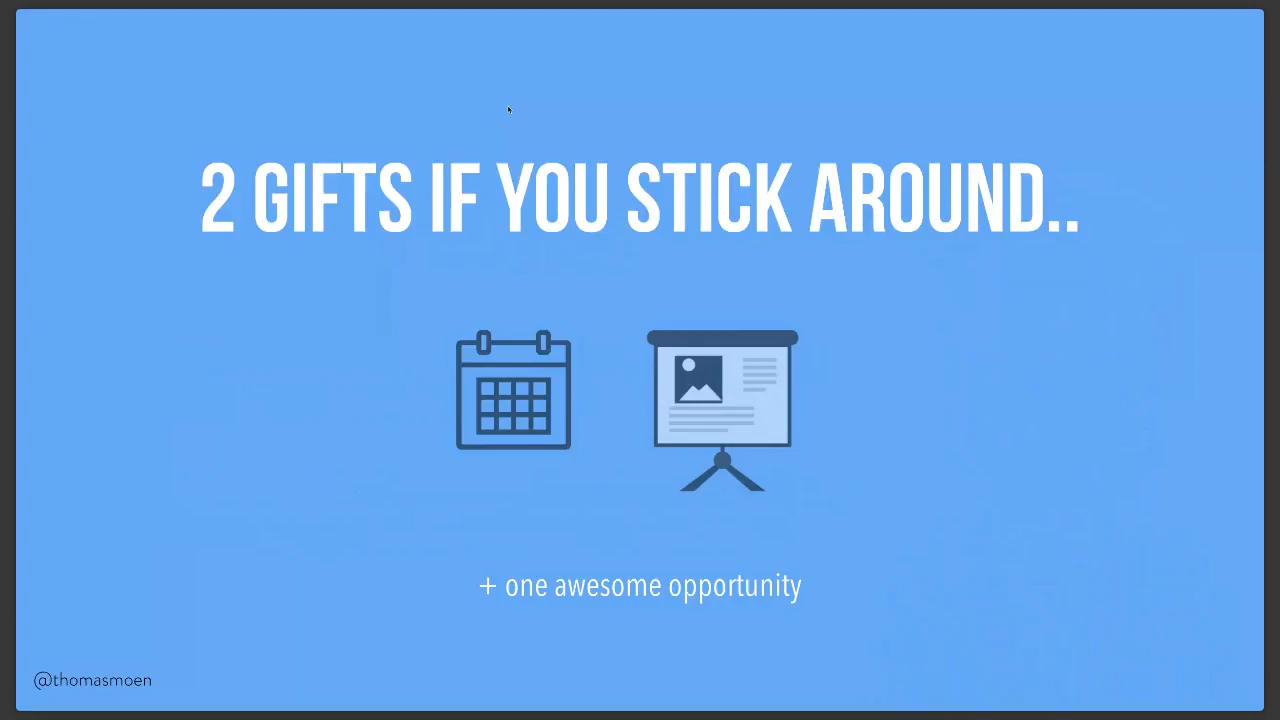 2 GIFTS IF YOU STICK AROUND..
+ one awesome opportunity
@thomasmoen